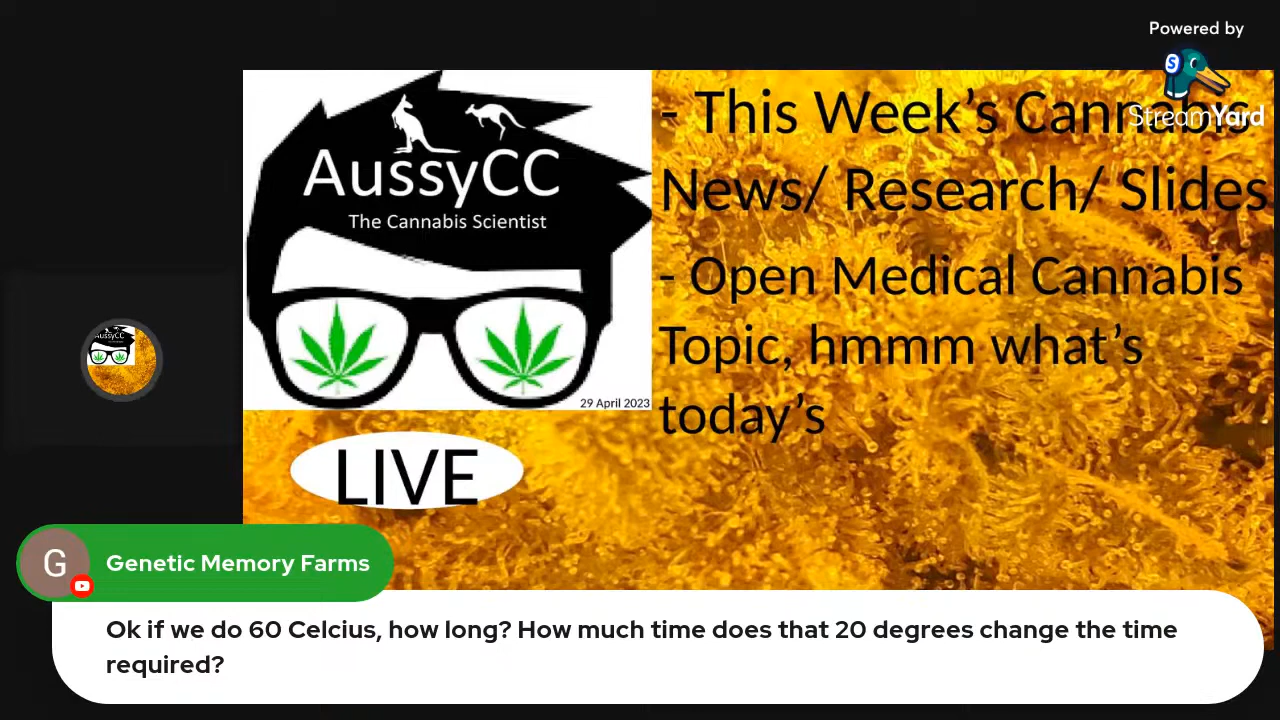 Powered by
StreamYard
AussyCC
The Cannabis Scientist
29 April 2023
- This Week's Cannabis
News/ Research/ Slides
- Open Medical Cannabis
Topic, hmmm what's
today's
LIVE
G
Genetic Memory Farms
Ok if we do 60 Celcius, how long? How much time does that 20 degrees change the time
required?